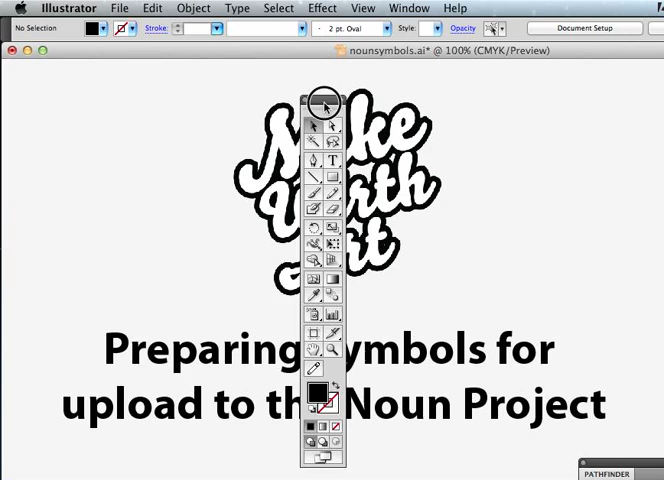 Illustrator File Edit Object Type Select Effect View Window Help
No Selection Stroke: 2 pt. Oval Style: Opacity Document Setup
nounsymbols.ai* @ 100% (CMYK/Preview)
Preparing ymbols for
upload to th Noun Project
PATHFINDER